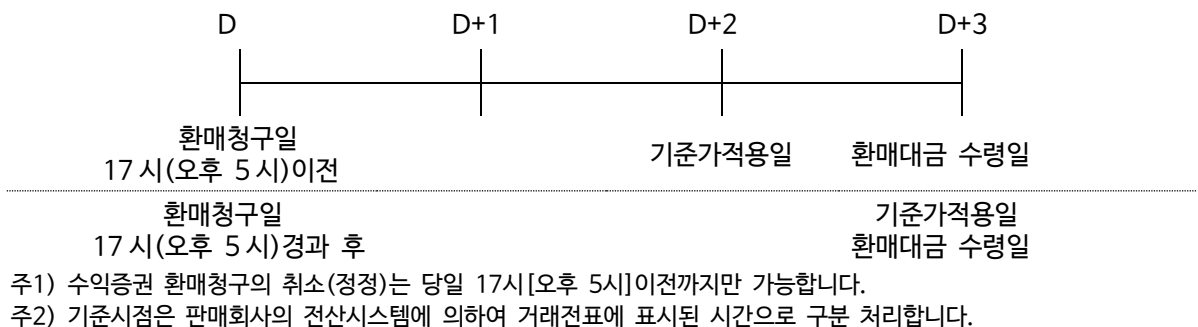 D D+1 D+2 D+3
환매청구일
17시(오후 5시)이전
기준가적용일 환매대금 수령일
환매청구일
17시(오후 5시)경과 후
기준가적용일
환매대금 수령일
주1) 수익증권 환매청구의 취소(정정)는 당일 17시[오후 5시]이전까지만 가능합니다.
주2) 기준시점은 판매회사의 전산시스템에 의하여 거래전표에 표시된 시간으로 구분 처리합니다.